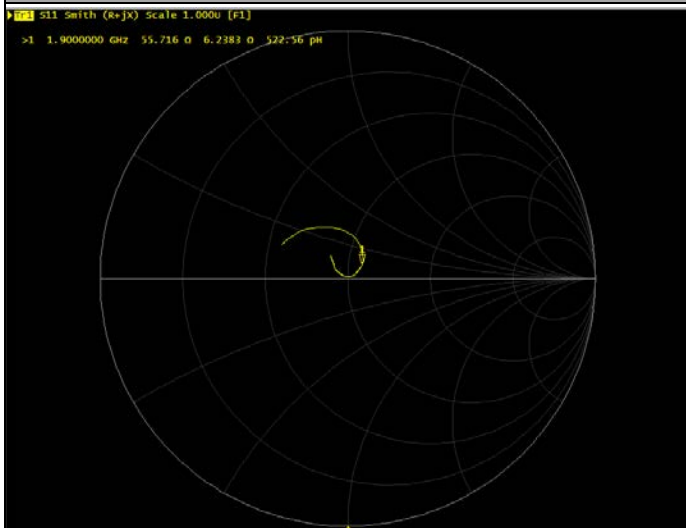 Tr1 S11 Smith (R+jX) Scale 1.000U [F1]
>1 1.9000000 GHz 55.716 Ω 6.2383 Ω 522.56 pH
1